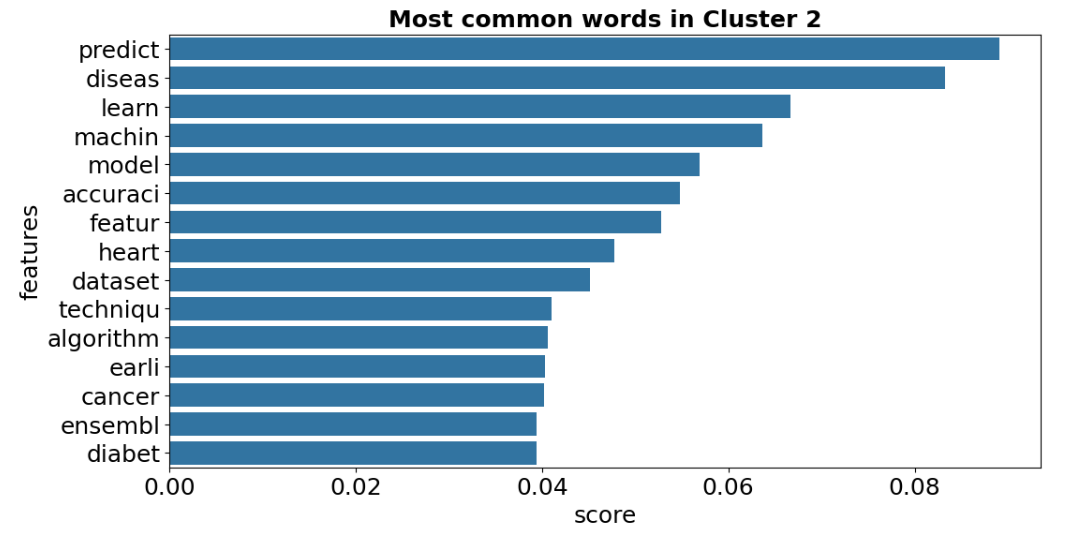 Most common words in Cluster 2
predict
diseas
learn
machin
model
accuraci
featur
heart
dataset
techniqu
algorithm
earli
cancer
ensembl
diabet
features
0.00 0.02 0.04 0.06 0.08
score